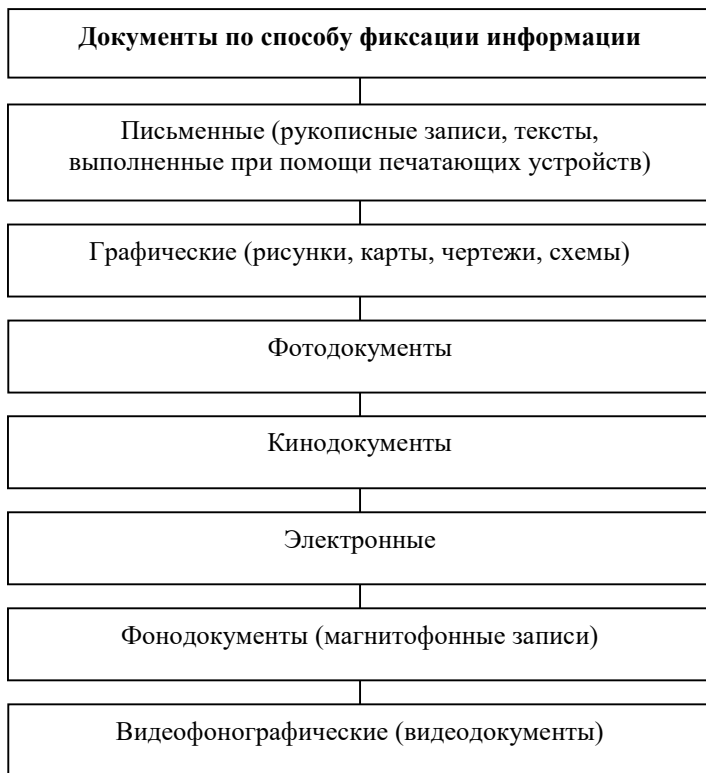 Документы по способу фиксации информации
Письменные (рукописные записи, тексты,
выполненные при помощи печатающих устройств)
Графические (рисунки, карты, чертежи, схемы)
Фотодокументы
Кинодокументы
Электронные
Фонодокументы (магнитофонные записи)
Видеофонографические (видеодокументы)